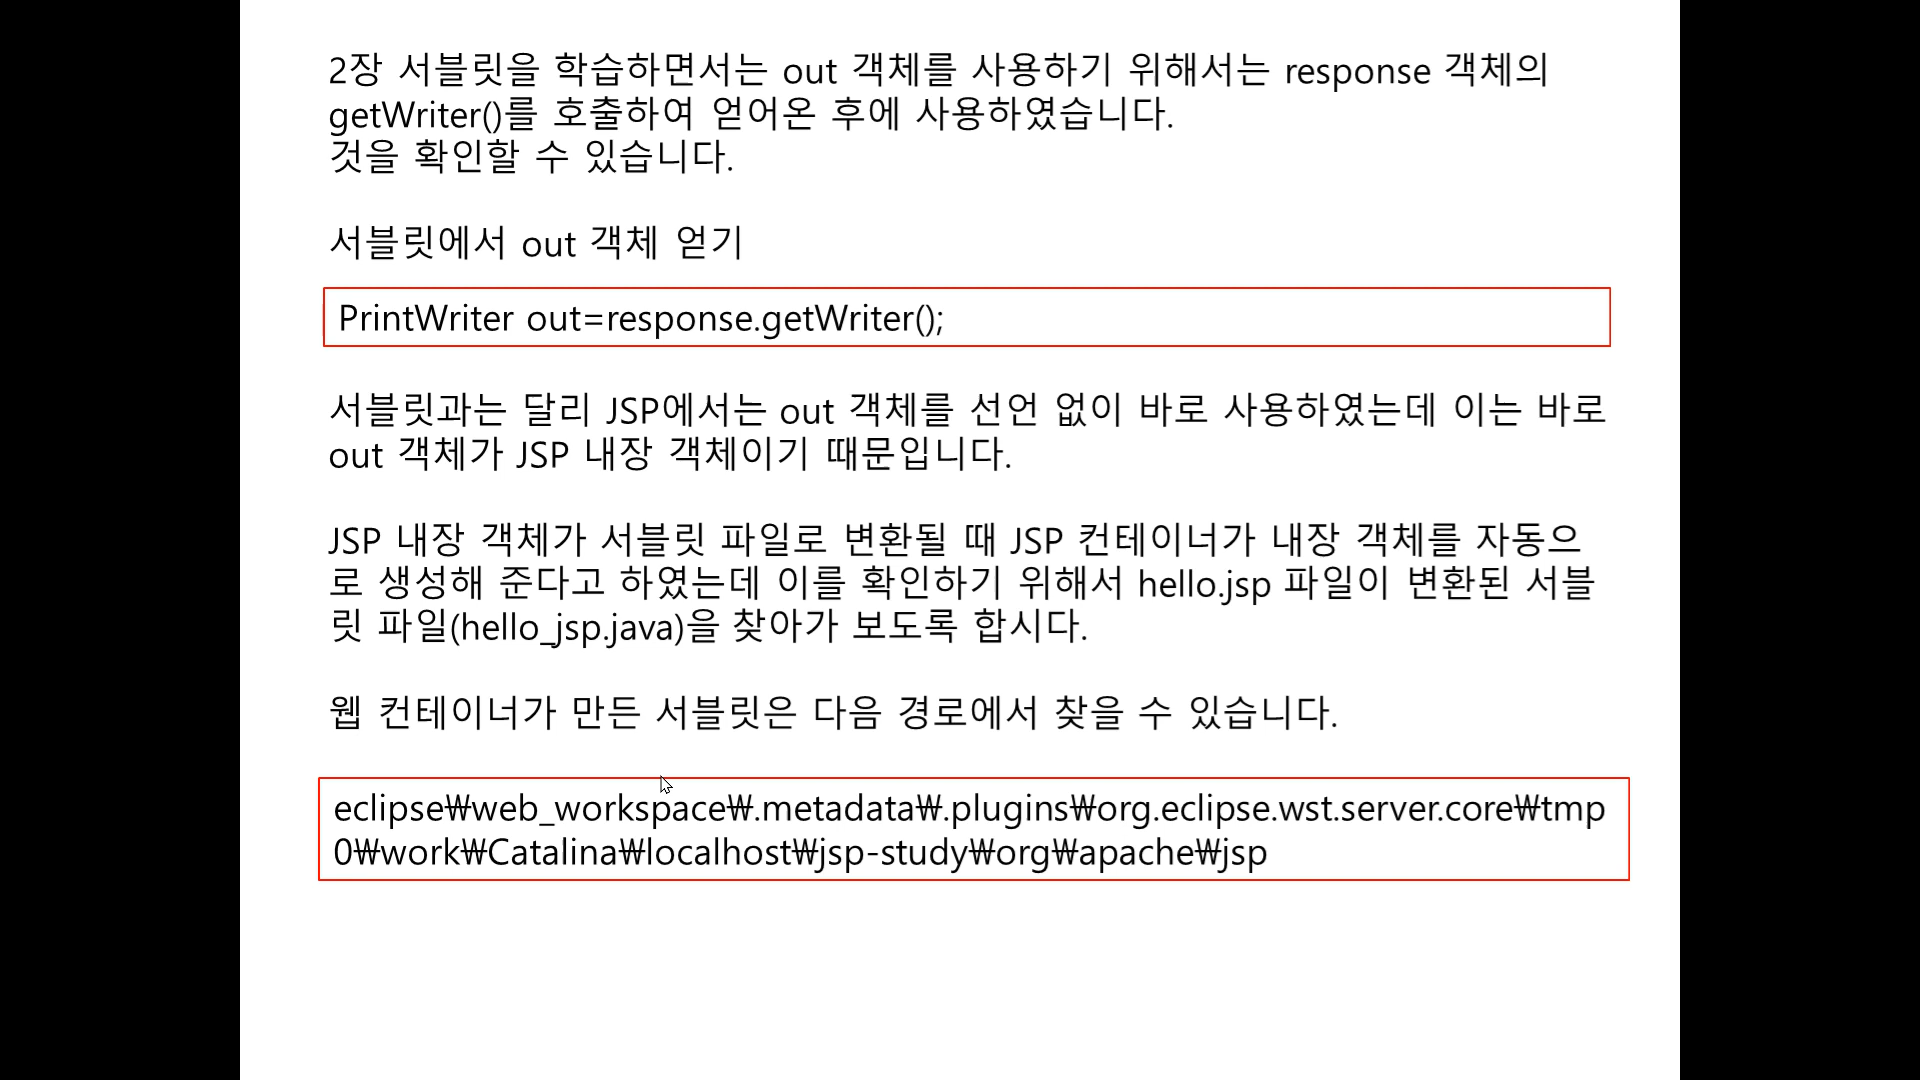 2장 서블릿을 학습하면서는 out 객체를 사용하기 위해서는 response 객체의
getWriter()를 호출하여 얻어온 후에 사용하였습니다.
것을 확인할 수 있습니다.
서블릿에서 out 객체 얻기
PrintWriter out=response.getWriter();
서블릿과는 달리 JSP에서는 out 객체를 선언 없이 바로 사용하였는데 이는 바로
out 객체가 JSP 내장 객체이기 때문입니다.
JSP 내장 객체가 서블릿 파일로 변환될 때 JSP 컨테이너가 내장 객체를 자동으
로 생성해 준다고 하였는데 이를 확인하기 위해서 hello.jsp 파일이 변환된 서블
릿 파일(hello_jsp.java)을 찾아가 보도록 합시다.
웹 컨테이너가 만든 서블릿은 다음 경로에서 찾을 수 있습니다.
eclipse₩web_workspace₩.metadata₩.plugins₩org.eclipse.wst.server.core₩tmp
0₩work₩Catalina₩localhost₩jsp-study₩org₩apache₩jsp